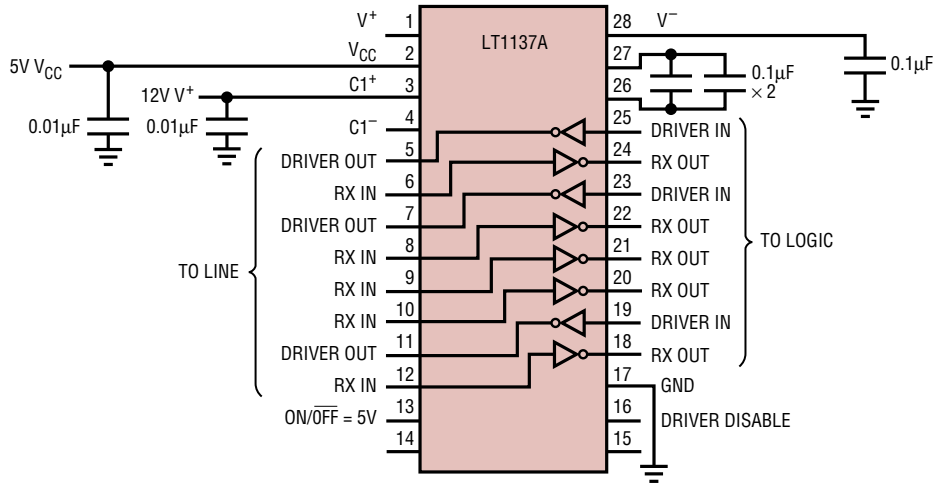 LT1137A
V⁺ 1
V_CC 2
5V V_CC
12V V⁺
C1⁺ 3
0.01µF
0.01µF
C1⁻ 4
DRIVER OUT 5
RX IN 6
DRIVER OUT 7
RX IN 8
TO LINE
RX IN 9
RX IN 10
DRIVER OUT 11
RX IN 12
ON/O̅F̅F̅ = 5V 13
14
28 V⁻
27
0.1µF
× 2
0.1µF
26
25 DRIVER IN
24 RX OUT
23 DRIVER IN
22 RX OUT
TO LOGIC
21 RX OUT
20 RX OUT
19 DRIVER IN
18 RX OUT
17 GND
16 DRIVER DISABLE
15